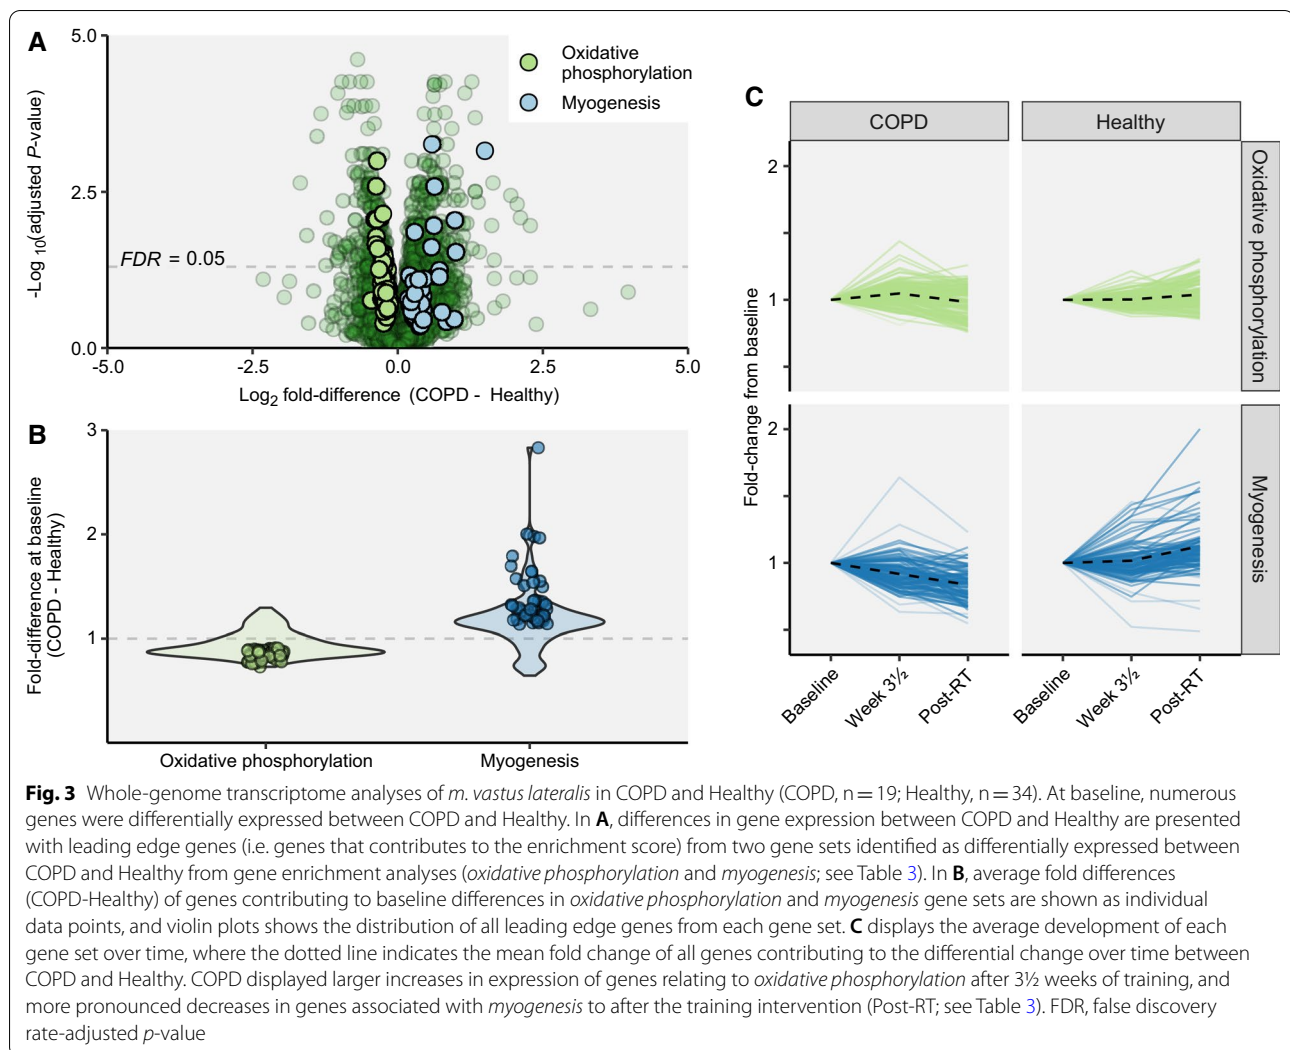 A
5.0
2.5
0.0
-Log 10(adjusted P-value)
FDR = 0.05
Oxidative
phosphorylation
Myogenesis
-5.0 -2.5 0.0 2.5 5.0
Log2 fold-difference (COPD - Healthy)
B
3
2
1
Fold-difference at baseline
(COPD - Healthy)
Oxidative phosphorylation Myogenesis
C
COPD Healthy
Oxidative phosphorylation
Myogenesis
2
1
2
1
Fold-change from baseline
Baseline Week 3½ Post-RT Baseline Week 3½ Post-RT
Fig. 3 Whole-genome transcriptome analyses of m. vastus lateralis in COPD and Healthy (COPD, n = 19; Healthy, n = 34). At baseline, numerous
genes were differentially expressed between COPD and Healthy. In A, differences in gene expression between COPD and Healthy are presented
with leading edge genes (i.e. genes that contributes to the enrichment score) from two gene sets identified as differentially expressed between
COPD and Healthy from gene enrichment analyses (oxidative phosphorylation and myogenesis; see Table 3). In B, average fold differences
(COPD-Healthy) of genes contributing to baseline differences in oxidative phosphorylation and myogenesis gene sets are shown as individual
data points, and violin plots shows the distribution of all leading edge genes from each gene set. C displays the average development of each
gene set over time, where the dotted line indicates the mean fold change of all genes contributing to the differential change over time between
COPD and Healthy. COPD displayed larger increases in expression of genes relating to oxidative phosphorylation after 3½ weeks of training, and
more pronounced decreases in genes associated with myogenesis to after the training intervention (Post-RT; see Table 3). FDR, false discovery
rate-adjusted p-value